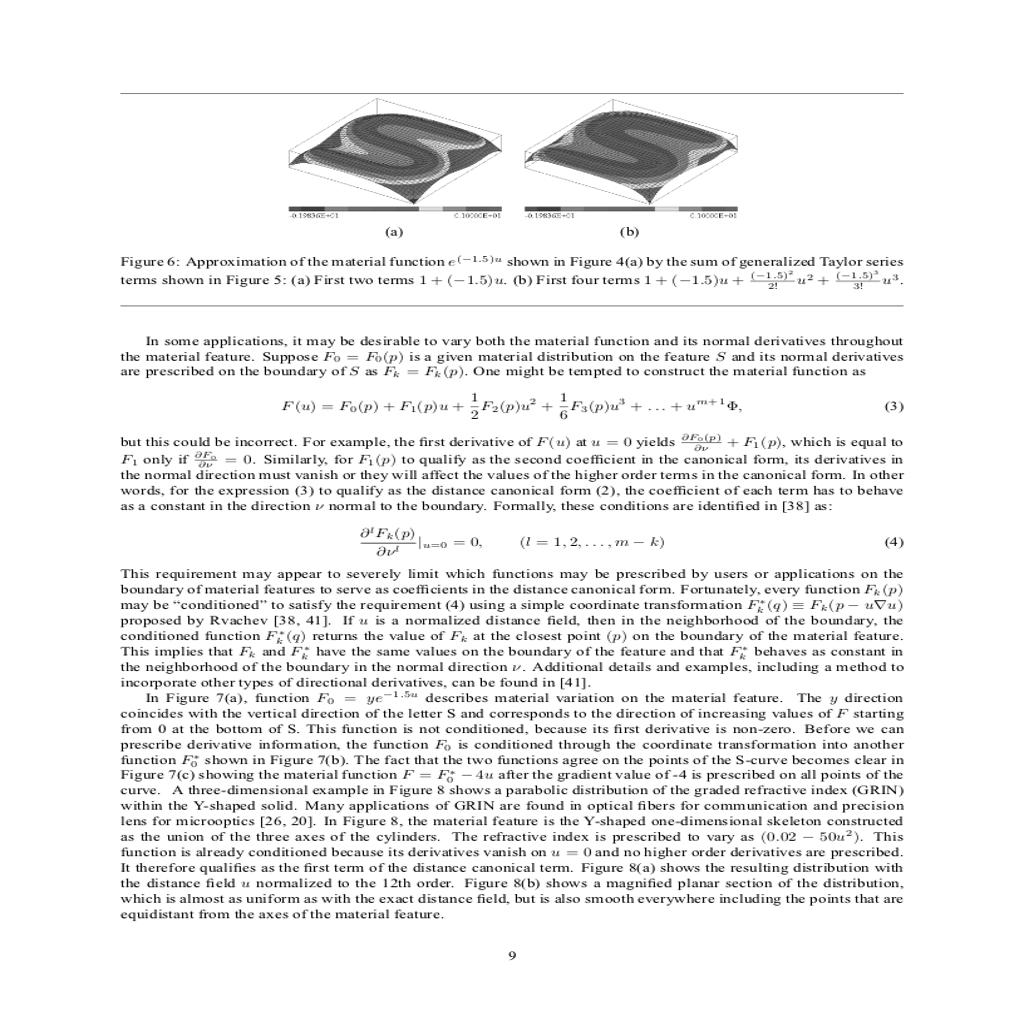 -0.19836E+01 0.10000E+01 -0.19836E+01 0.10000E+01
(a) (b)
Figure 6: Approximation of the material function e^{(−1.5)u} shown in Figure 4(a) by the sum of generalized Taylor series
terms shown in Figure 5: (a) First two terms 1 + (−1.5)u. (b) First four terms 1 + (−1.5)u + \frac{(−1.5)^2}{2!}u^2 + \frac{(−1.5)^3}{3!}u^3.
In some applications, it may be desirable to vary both the material function and its normal derivatives throughout
the material feature. Suppose F_0 = F_0(p) is a given material distribution on the feature S and its normal derivatives
are prescribed on the boundary of S as F_k = F_k(p). One might be tempted to construct the material function as
F(u) = F_0(p) + F_1(p)u + \frac{1}{2}F_2(p)u^2 + \frac{1}{6}F_3(p)u^3 + . . . + u^{m+1}Φ, (3)
but this could be incorrect. For example, the first derivative of F(u) at u = 0 yields \frac{∂F_0(p)}{∂ν} + F_1(p), which is equal to
F_1 only if \frac{∂F_0}{∂ν} = 0. Similarly, for F_1(p) to qualify as the second coefficient in the canonical form, its derivatives in
the normal direction must vanish or they will affect the values of the higher order terms in the canonical form. In other
words, for the expression (3) to qualify as the distance canonical form (2), the coefficient of each term has to behave
as a constant in the direction ν normal to the boundary. Formally, these conditions are identified in [38] as:
\frac{∂^l F_k(p)}{∂ν^l}|_{u=0} = 0, (l = 1, 2, . . . , m − k) (4)
This requirement may appear to severely limit which functions may be prescribed by users or applications on the
boundary of material features to serve as coefficients in the distance canonical form. Fortunately, every function F_k(p)
may be “conditioned” to satisfy the requirement (4) using a simple coordinate transformation F_k^*(q) ≡ F_k(p − u∇u)
proposed by Rvachev [38, 41]. If u is a normalized distance field, then in the neighborhood of the boundary, the
conditioned function F_k^*(q) returns the value of F_k at the closest point (p) on the boundary of the material feature.
This implies that F_k and F_k^* have the same values on the boundary of the feature and that F_k^* behaves as constant in
the neighborhood of the boundary in the normal direction ν. Additional details and examples, including a method to
incorporate other types of directional derivatives, can be found in [41].
In Figure 7(a), function F_0 = ye^{−1.5u} describes material variation on the material feature. The y direction
coincides with the vertical direction of the letter S and corresponds to the direction of increasing values of F starting
from 0 at the bottom of S. This function is not conditioned, because its first derivative is non-zero. Before we can
prescribe derivative information, the function F_0 is conditioned through the coordinate transformation into another
function F_0^* shown in Figure 7(b). The fact that the two functions agree on the points of the S-curve becomes clear in
Figure 7(c) showing the material function F = F_0^* − 4u after the gradient value of -4 is prescribed on all points of the
curve. A three-dimensional example in Figure 8 shows a parabolic distribution of the graded refractive index (GRIN)
within the Y-shaped solid. Many applications of GRIN are found in optical fibers for communication and precision
lens for microoptics [26, 20]. In Figure 8, the material feature is the Y-shaped one-dimensional skeleton constructed
as the union of the three axes of the cylinders. The refractive index is prescribed to vary as (0.02 − 50u^2). This
function is already conditioned because its derivatives vanish on u = 0 and no higher order derivatives are prescribed.
It therefore qualifies as the first term of the distance canonical term. Figure 8(a) shows the resulting distribution with
the distance field u normalized to the 12th order. Figure 8(b) shows a magnified planar section of the distribution,
which is almost as uniform as with the exact distance field, but is also smooth everywhere including the points that are
equidistant from the axes of the material feature.
9